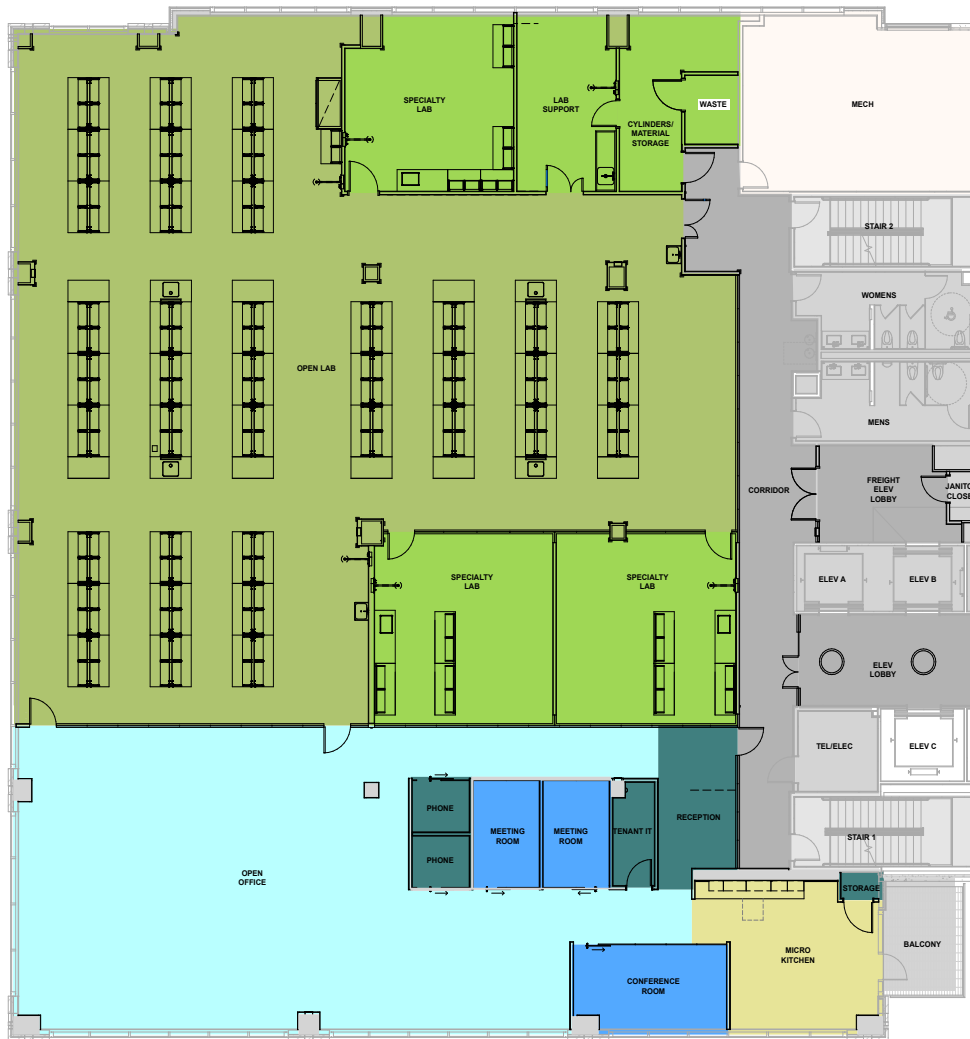 SPECIALTY
LAB
LAB
SUPPORT
CYLINDERS/
MATERIAL
STORAGE
WASTE
MECH
STAIR 2
WOMENS
OPEN LAB
MENS
CORRIDOR
FREIGHT
ELEV
LOBBY
JANITO
CLOSE
SPECIALTY
LAB
SPECIALTY
LAB
ELEV A
ELEV B
ELEV
LOBBY
TEL/ELEC
ELEV C
PHONE
MEETING
ROOM
MEETING
ROOM
TENANT IT
RECEPTION
STAIR 1
PHONE
OPEN
OFFICE
STORAGE
MICRO
KITCHEN
BALCONY
CONFERENCE
ROOM